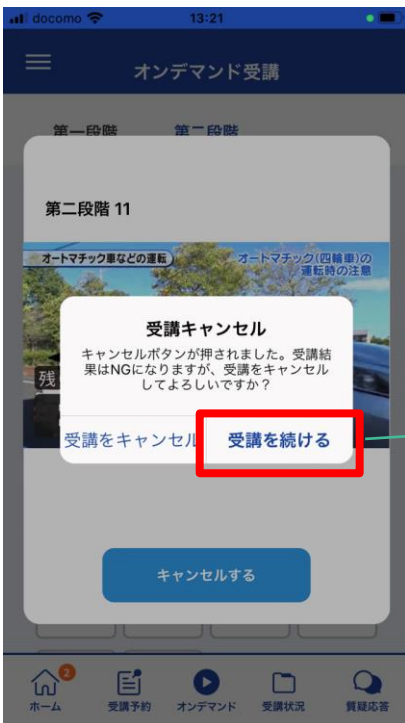 docomo 13:21
オンデマンド受講
第一段階 第二段階
第二段階 11
オートマチック車などの運転
オートマチック(四輪車)の
運転時の注意
残
受講キャンセル
キャンセルボタンが押されました。受講結
果はNGになりますが、受講をキャンセル
してよろしいですか？
受講をキャンセル 受講を続ける
キャンセルする
2
ホーム 受講予約 オンデマンド 受講状況 質疑応答